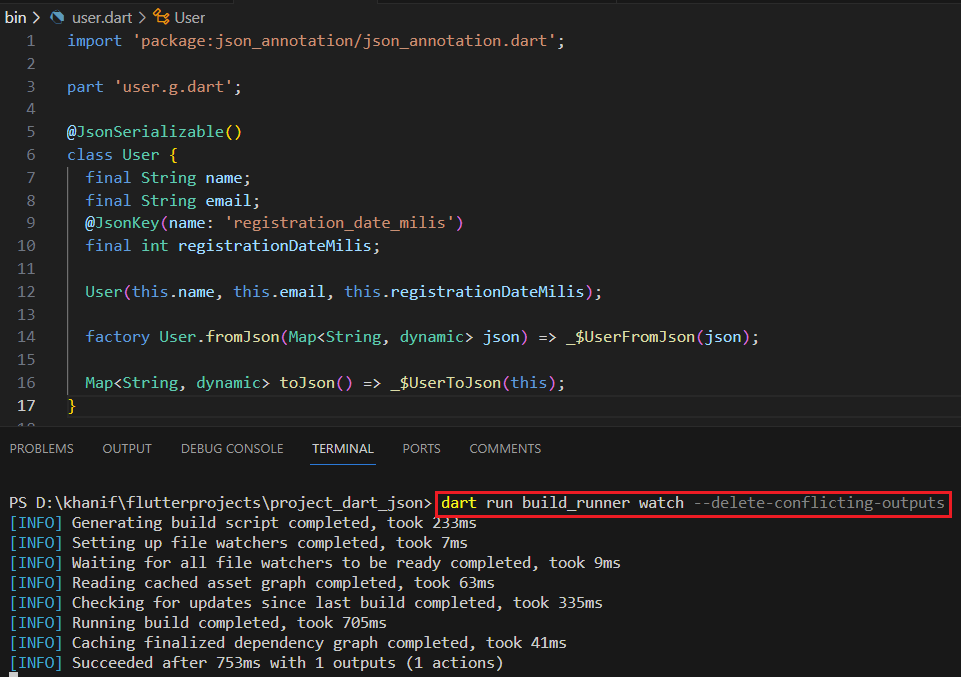 bin > user.dart > User
1 import 'package:json_annotation/json_annotation.dart';
2
3 part 'user.g.dart';
4
5 @JsonSerializable()
6 class User {
7 final String name;
8 final String email;
9 @JsonKey(name: 'registration_date_milis')
10 final int registrationDateMilis;
11
12 User(this.name, this.email, this.registrationDateMilis);
13
14 factory User.fromJson(Map<String, dynamic> json) => _$UserFromJson(json);
15
16 Map<String, dynamic> toJson() => _$UserToJson(this);
17 }
18
PROBLEMS OUTPUT DEBUG CONSOLE TERMINAL PORTS COMMENTS
PS D:\khanif\flutterprojects\project_dart_json> dart run build_runner watch --delete-conflicting-outputs
[INFO] Generating build script completed, took 233ms
[INFO] Setting up file watchers completed, took 7ms
[INFO] Waiting for all file watchers to be ready completed, took 9ms
[INFO] Reading cached asset graph completed, took 63ms
[INFO] Checking for updates since last build completed, took 335ms
[INFO] Running build completed, took 705ms
[INFO] Caching finalized dependency graph completed, took 41ms
[INFO] Succeeded after 753ms with 1 outputs (1 actions)